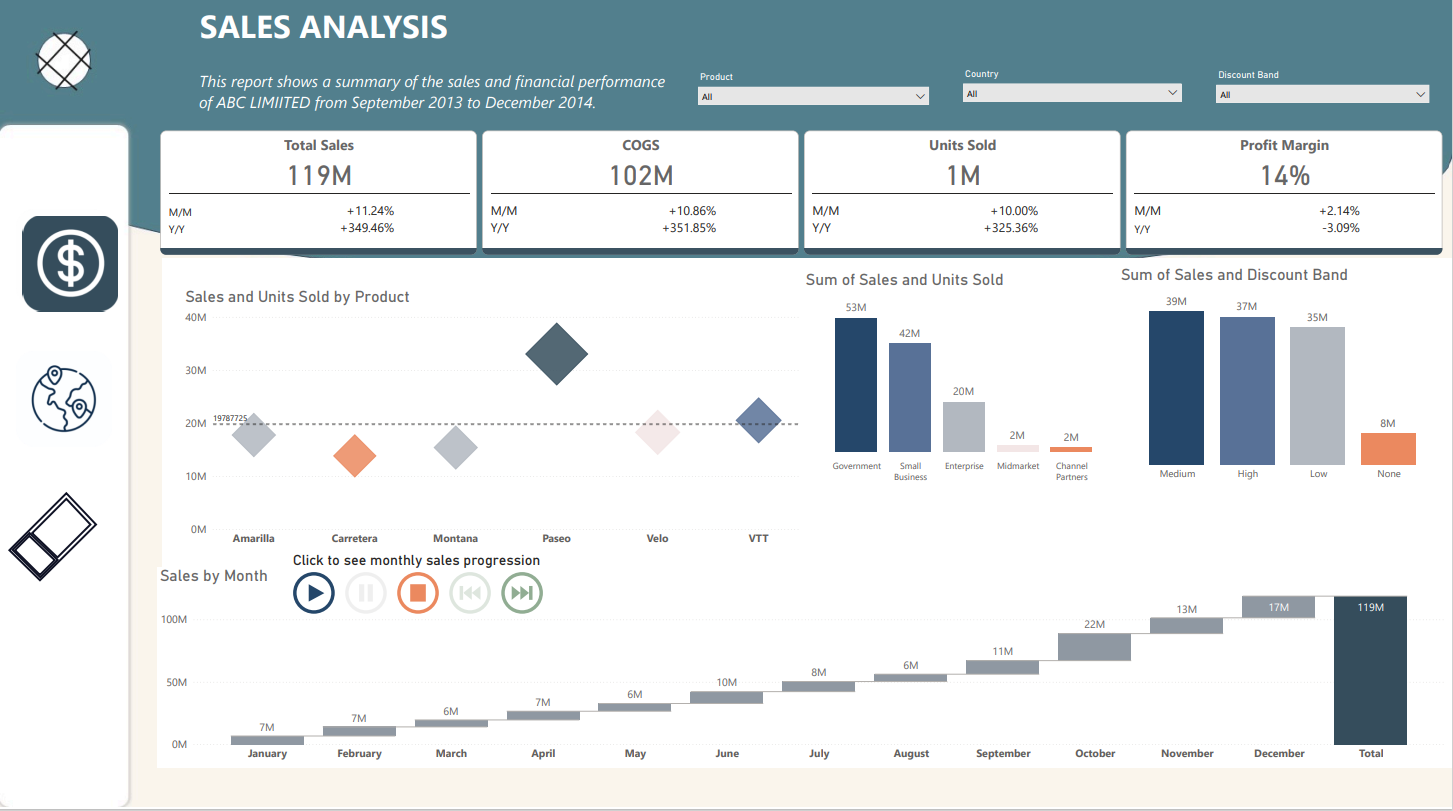 SALES ANALYSIS
This report shows a summary of the sales and financial performance
of ABC LIMIITED from September 2013 to December 2014.
Product
All
Country
All
Discount Band
All
Total Sales
119M
M/M +11.24%
Y/Y +349.46%
COGS
102M
M/M +10.86%
Y/Y +351.85%
Units Sold
1M
M/M +10.00%
Y/Y +325.36%
Profit Margin
14%
M/M +2.14%
Y/Y -3.09%
Sales and Units Sold by Product
40M
30M
20M
10M
0M
19787725
Amarilla Carretera Montana Paseo Velo VTT
Sum of Sales and Units Sold
53M
42M
20M
2M
2M
Government Small Enterprise Midmarket Channel
Business Partners
Sum of Sales and Discount Band
39M
37M
35M
8M
Medium High Low None
Click to see monthly sales progression
Sales by Month
100M
50M
0M
7M
7M
6M
7M
6M
10M
8M
6M
11M
22M
13M
17M
119M
January February March April May June July August September October November December Total